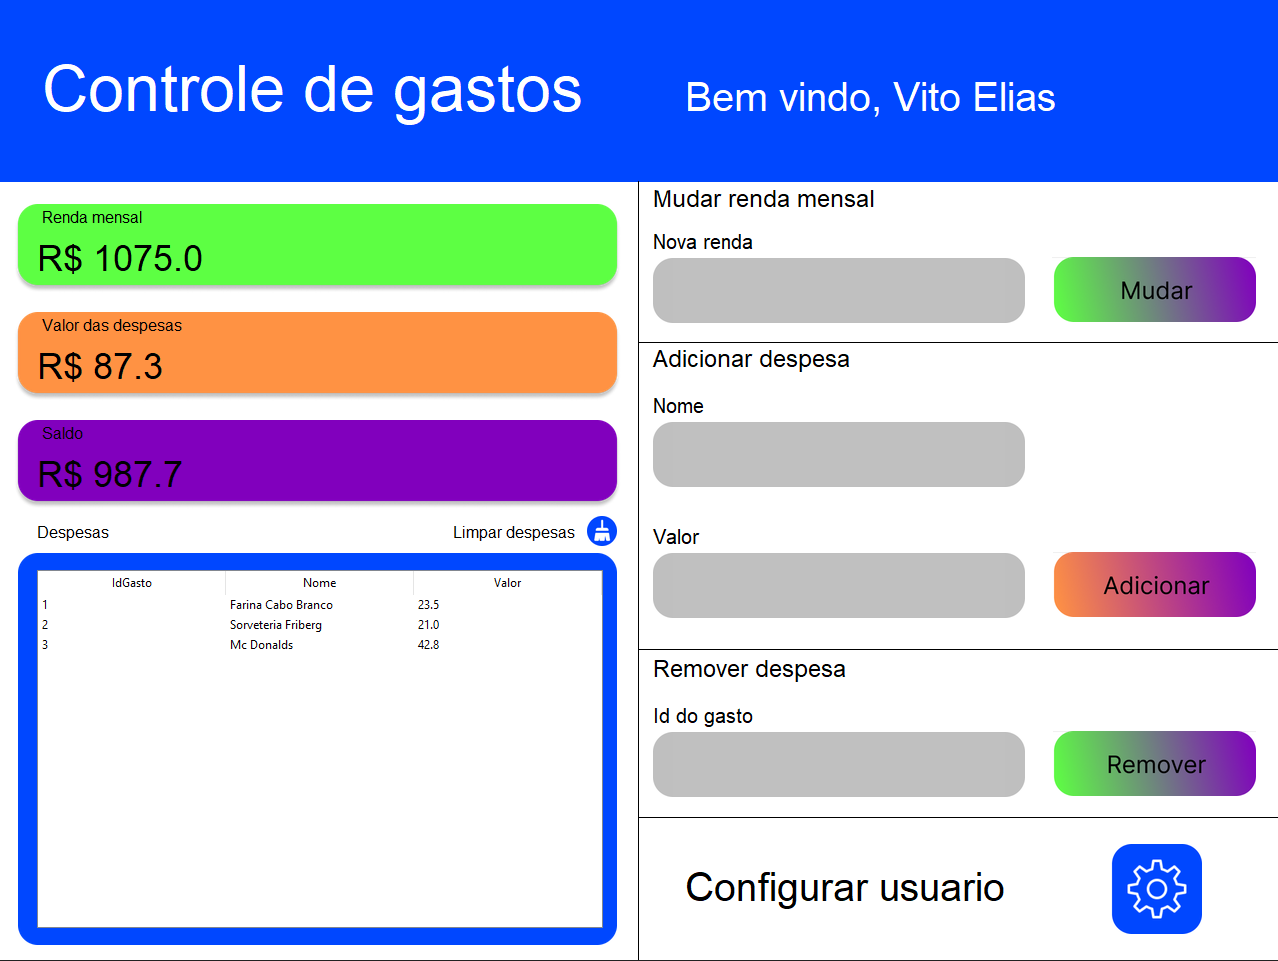 Controle de gastos
Bem vindo, Vito Elias
Renda mensal
R$ 1075.0
Valor das despesas
R$ 87.3
Saldo
R$ 987.7
Despesas
Limpar despesas
IdGasto Nome Valor
1 Farina Cabo Branco 23.5
2 Sorveteria Friberg 21.0
3 Mc Donalds 42.8
Mudar renda mensal
Nova renda
Mudar
Adicionar despesa
Nome
Valor
Adicionar
Remover despesa
Id do gasto
Remover
Configurar usuario